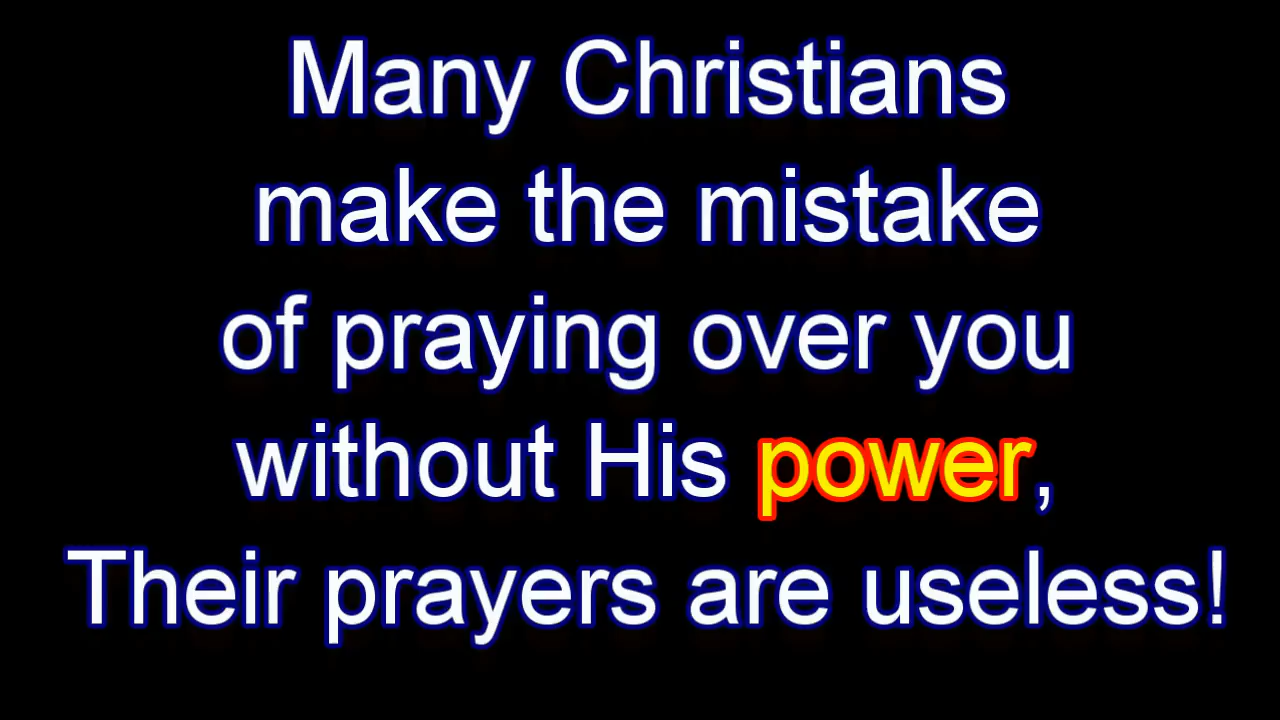 Many Christians
make the mistake
of praying over you
without His power,
Their prayers are useless!